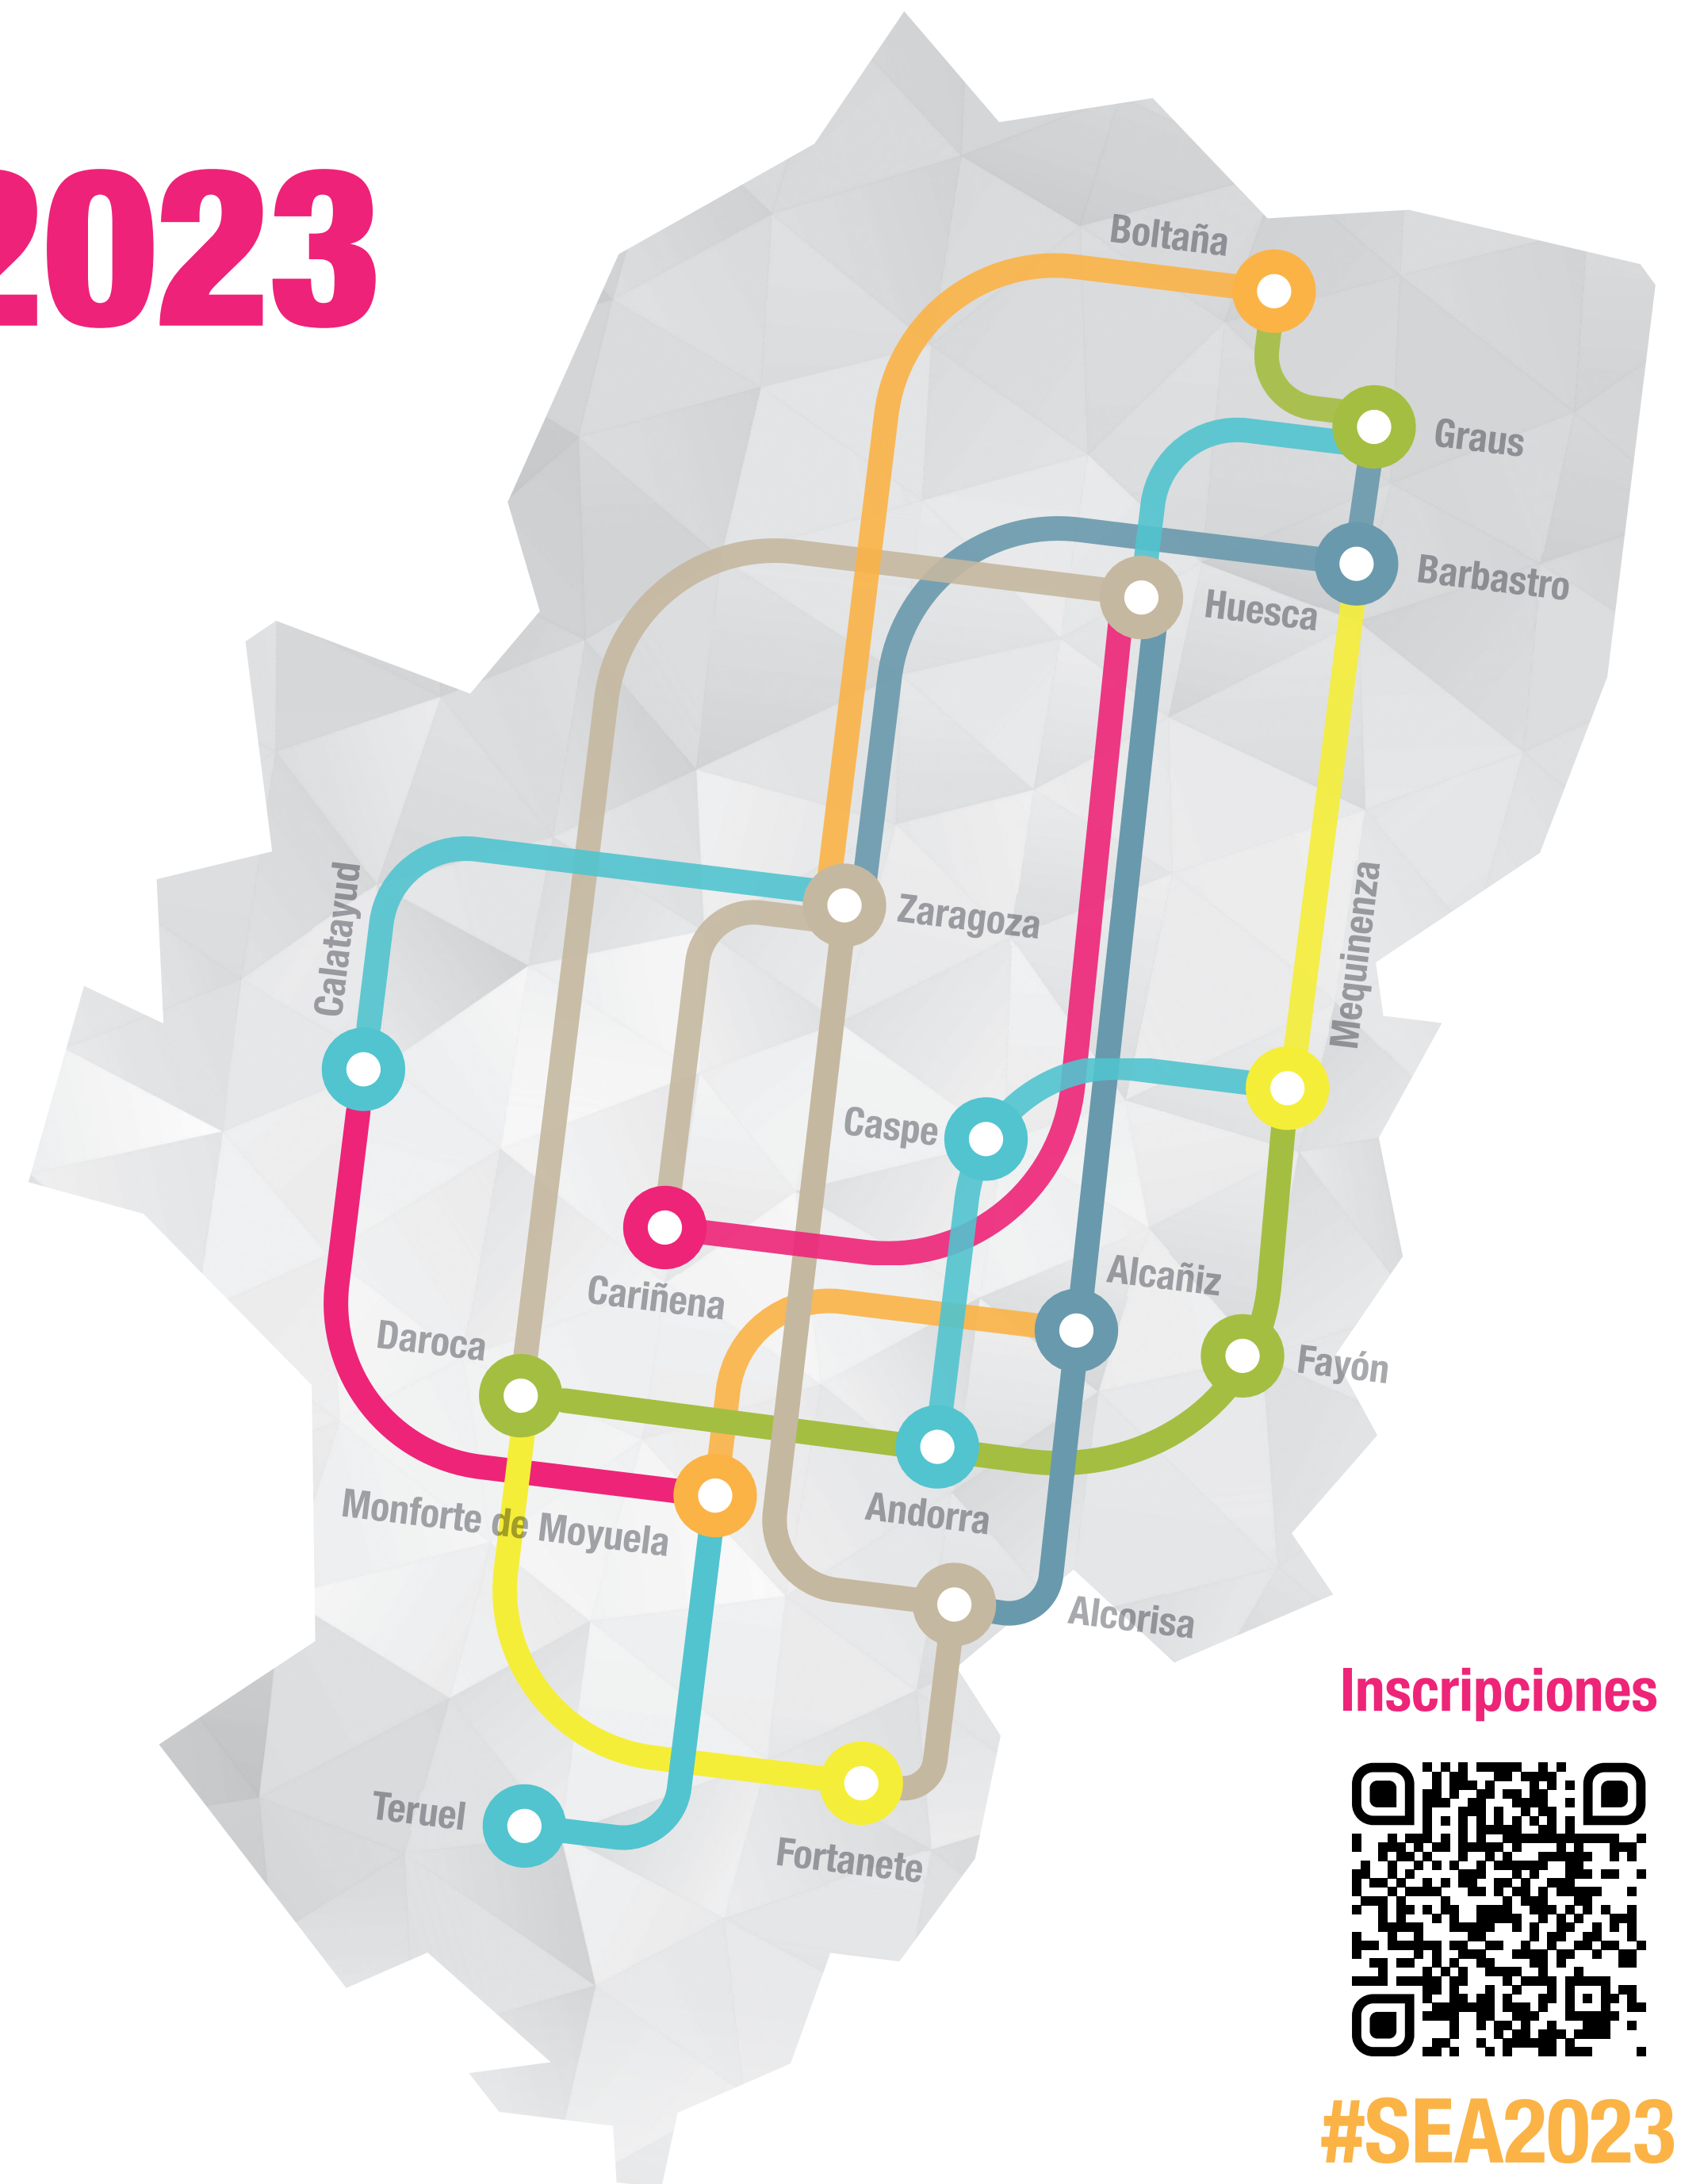 2023
Boltaña
Graus
Barbastro
Huesca
Calatayud
Zaragoza
Mequinenza
Caspe
Alcañiz
Cariñena
Daroca
Fayón
Monforte de Moyuela
Andorra
Alcorisa
Inscripciones
Teruel
Fortanete
#SEA2023